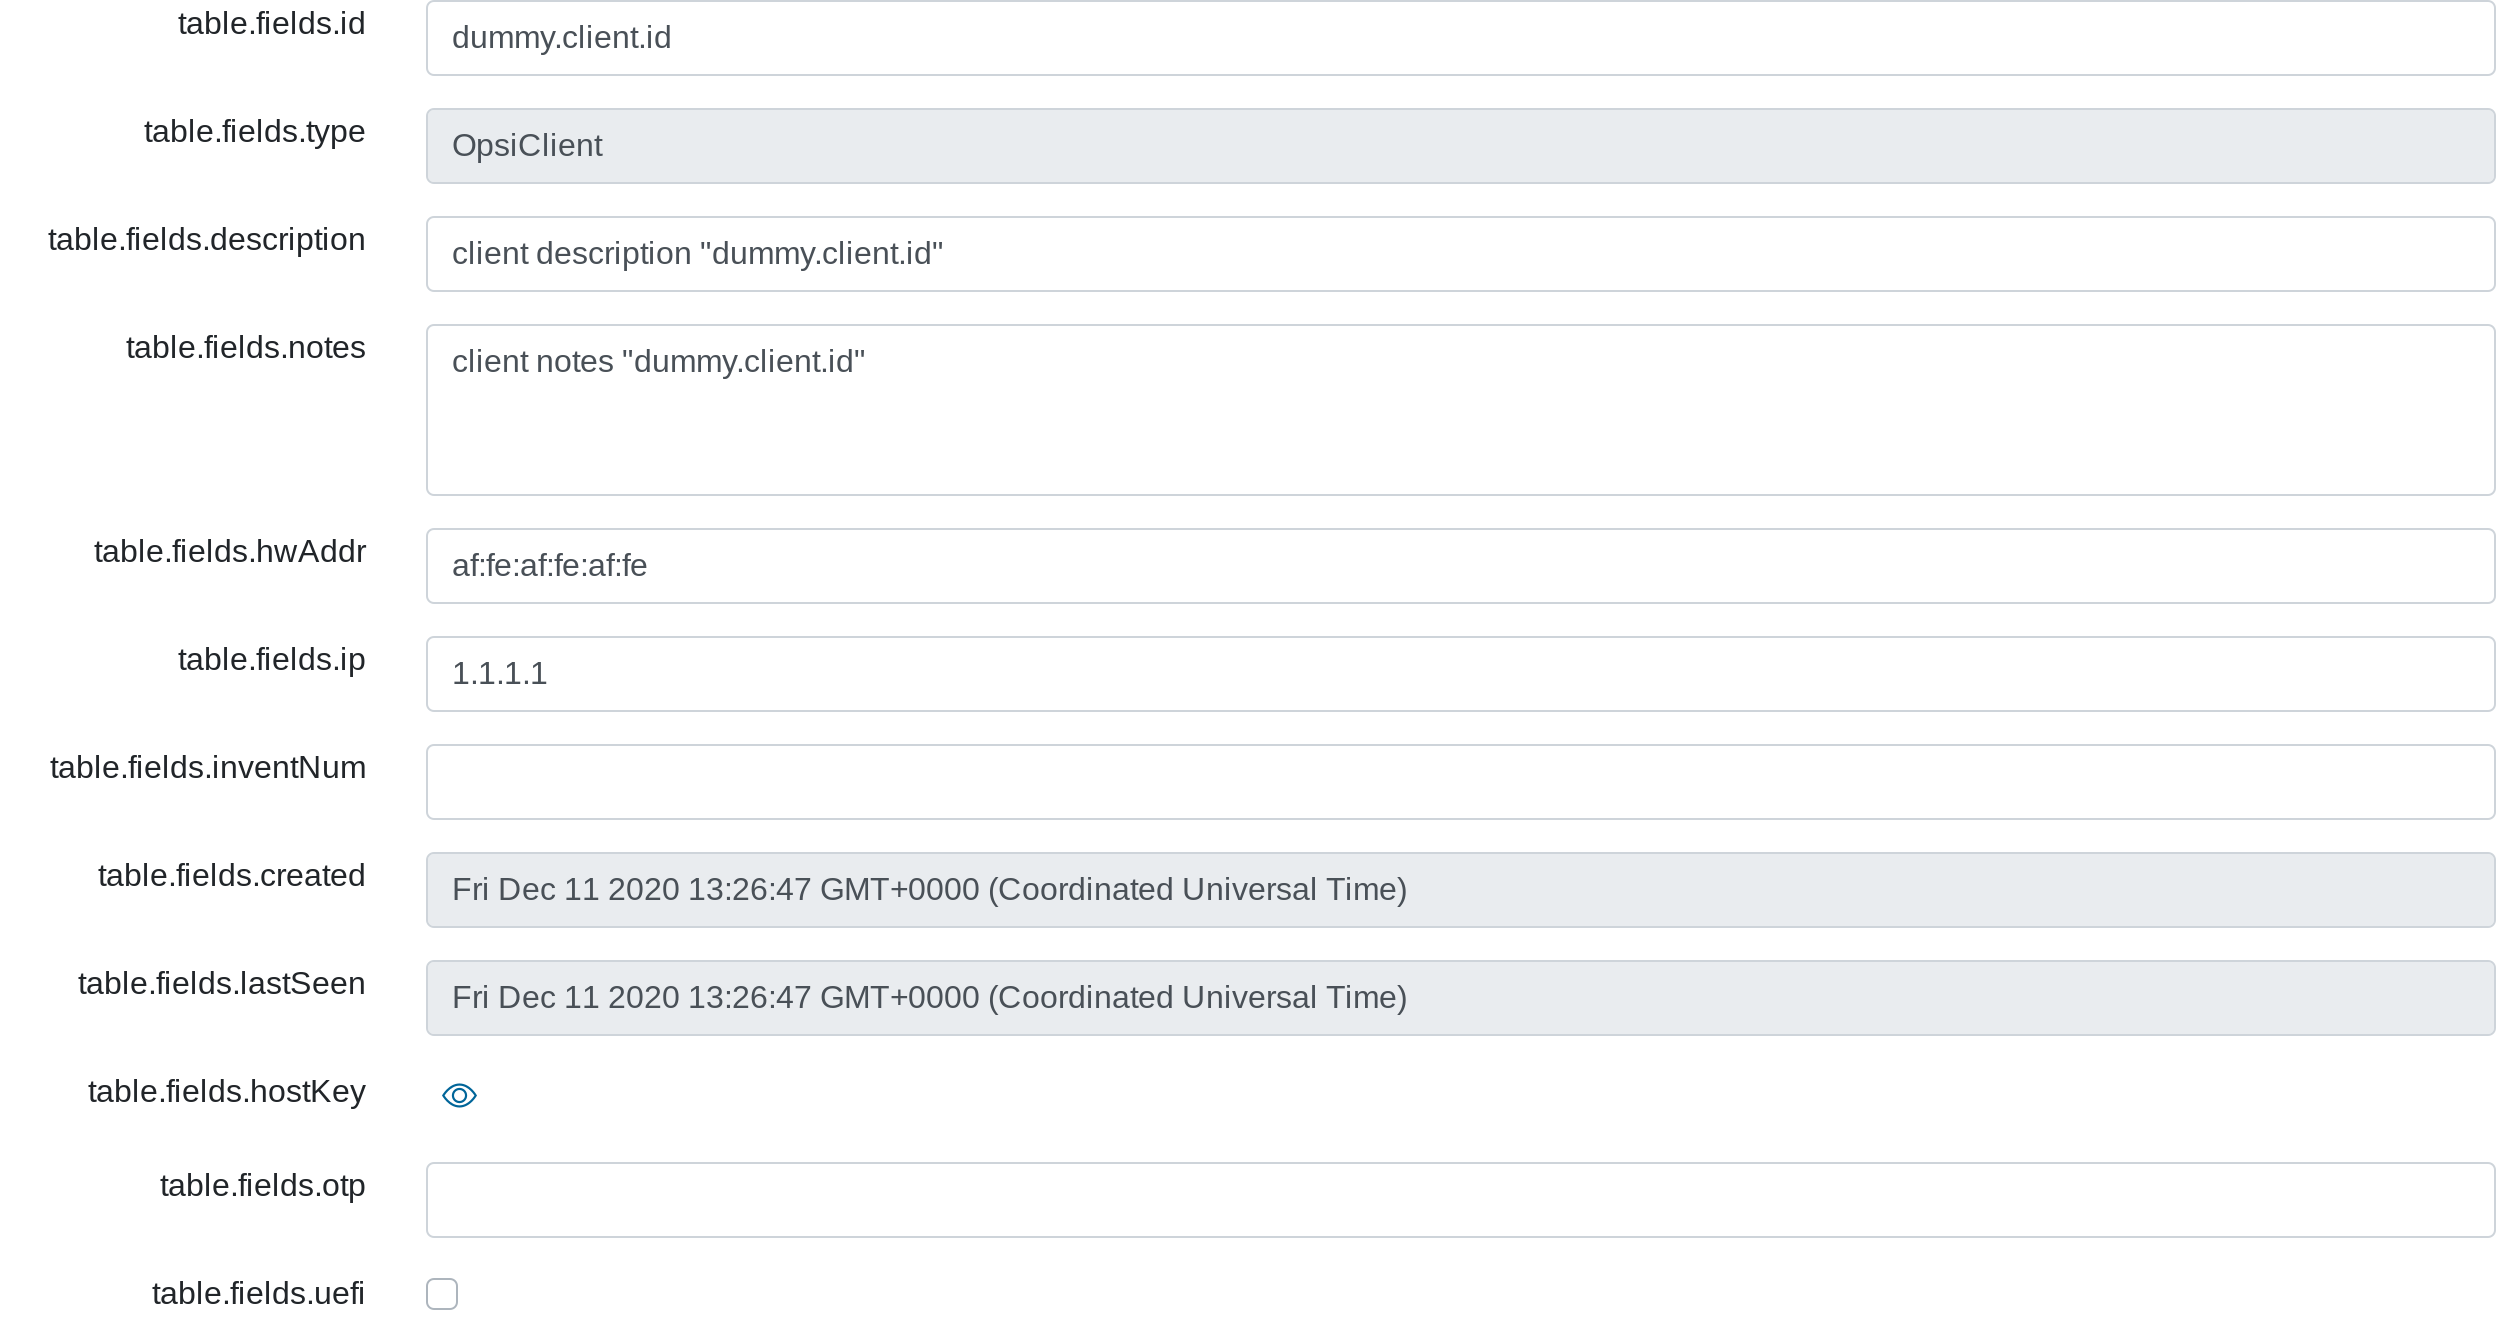 table.fields.id
dummy.client.id
table.fields.type
OpsiClient
table.fields.description
client description "dummy.client.id"
table.fields.notes
client notes "dummy.client.id"
table.fields.hwAddr
af:fe:af:fe:af:fe
table.fields.ip
1.1.1.1
table.fields.inventNum
table.fields.created
Fri Dec 11 2020 13:26:47 GMT+0000 (Coordinated Universal Time)
table.fields.lastSeen
Fri Dec 11 2020 13:26:47 GMT+0000 (Coordinated Universal Time)
table.fields.hostKey
table.fields.otp
table.fields.uefi